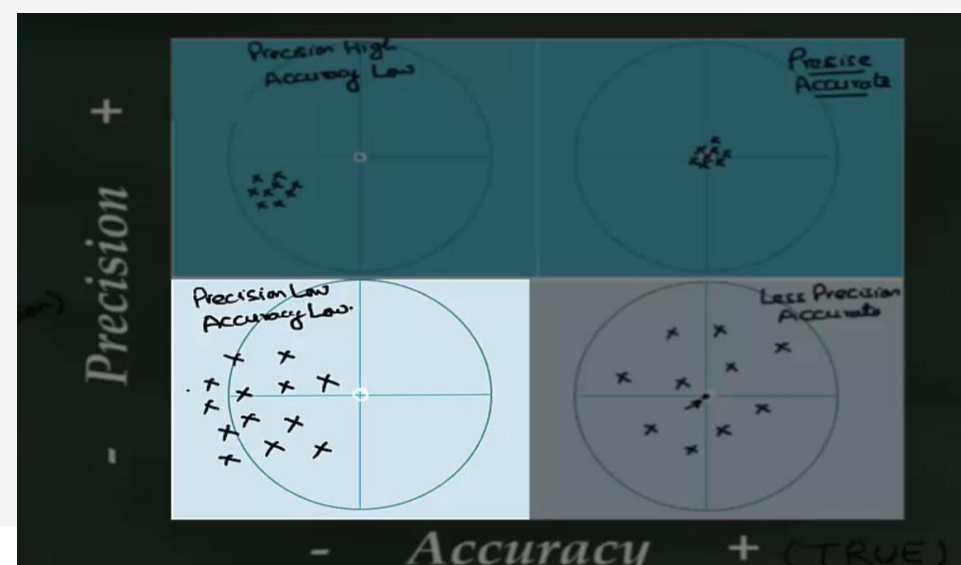 Precision High
Accuracy Low
Precise
Accurate
- Precision +
Precision Low
Accuracy Low.
Less Precision
Accurate
- Accuracy + (TRUE)